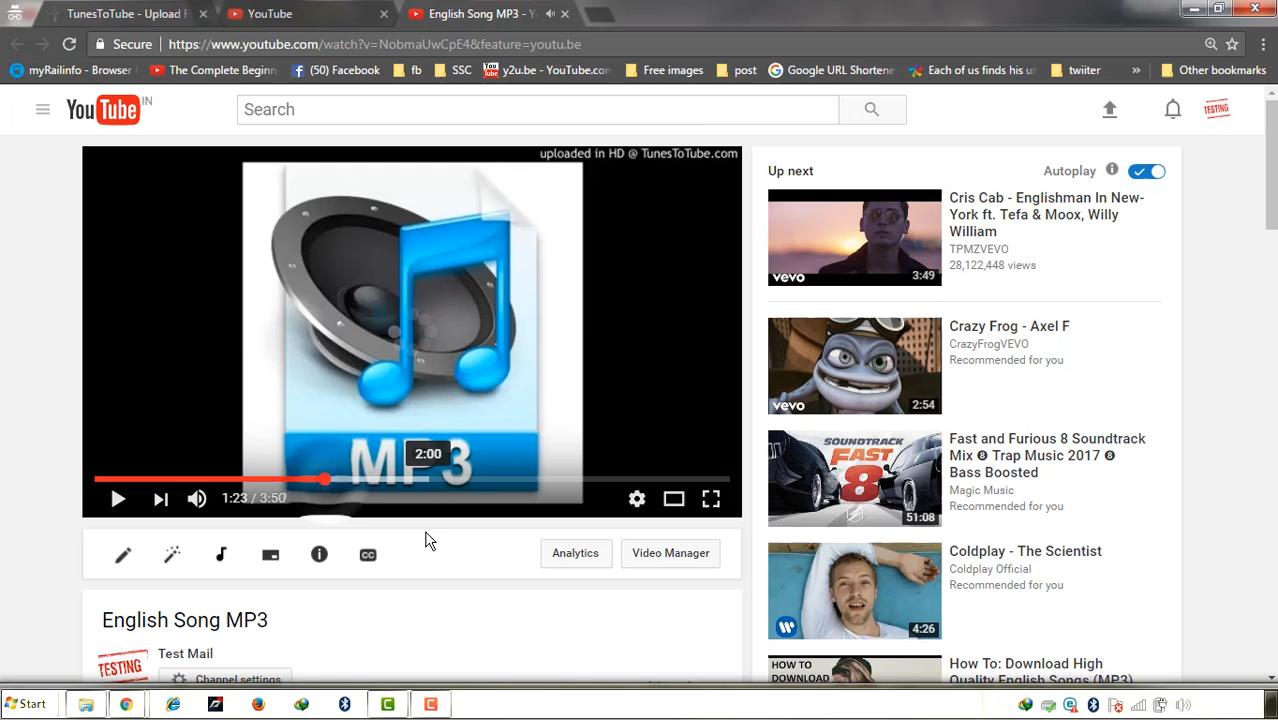 TunesToTube - Upload
YouTube
English Song MP3 - Y
Secure
https://www.youtube.com/watch?v=NobmaUwCpE4&feature=youtu.be
myRailinfo - Browser
The Complete Beginn
(50) Facebook
fb
SSC
y2u.be - YouTube.com
Free images
post
Google URL Shortene
Each of us finds his un
twiiter
»
Other bookmarks
YouTube IN
Search
TESTING
uploaded in HD @ TunesToTube.com
MP3
2:00
1:23 / 3:50
CC
Analytics
Video Manager
English Song MP3
TESTING
Test Mail
Channel settings
Up next
Autoplay
vevo
3:49
Cris Cab - Englishman In New-
York ft. Tefa & Moox, Willy
William
TPMZVEVO
28,122,448 views
vevo
2:54
Crazy Frog - Axel F
CrazyFrogVEVO
Recommended for you
SOUNDTRACK
FAST
8
51:08
Fast and Furious 8 Soundtrack
Mix ❽ Trap Music 2017 ❽
Bass Boosted
Magic Music
Recommended for you
4:26
Coldplay - The Scientist
Coldplay Official
Recommended for you
HOW TO
DOWNLOAD
How To: Download High
Quality English Songs (MP3)
Start